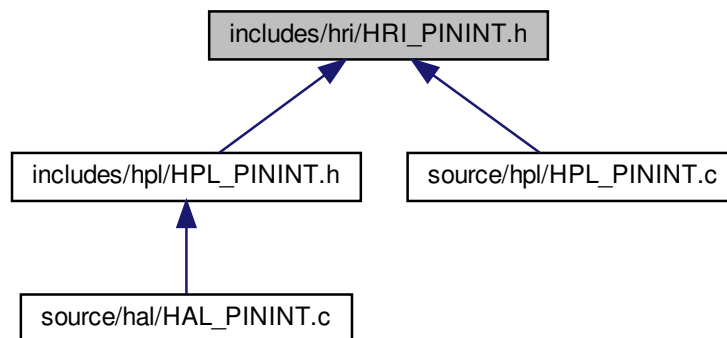 includes/hri/HRI_PININT.h
includes/hpl/HPL_PININT.h
source/hpl/HPL_PININT.c
source/hal/HAL_PININT.c